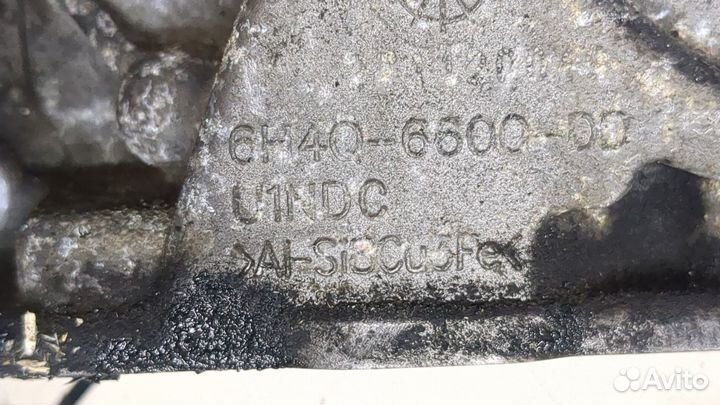 6H4Q-6600-DD
U1NDC
>Al-Si8Cu3Fe<
Avito